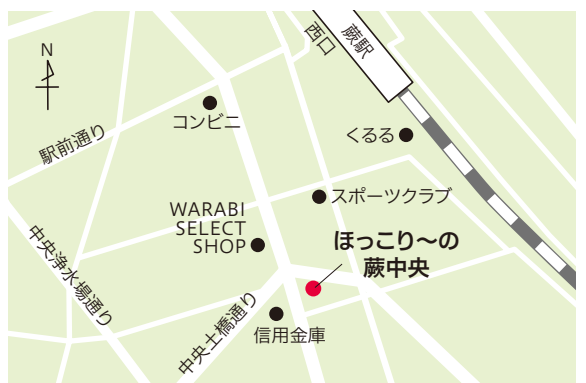 N
蕨駅
西口
コンビニ
くるる
駅前通り
スポーツクラブ
WARABI
SELECT
SHOP
ほっこり～の
蕨中央
中央浄水場通り
中央土橋通り
信用金庫